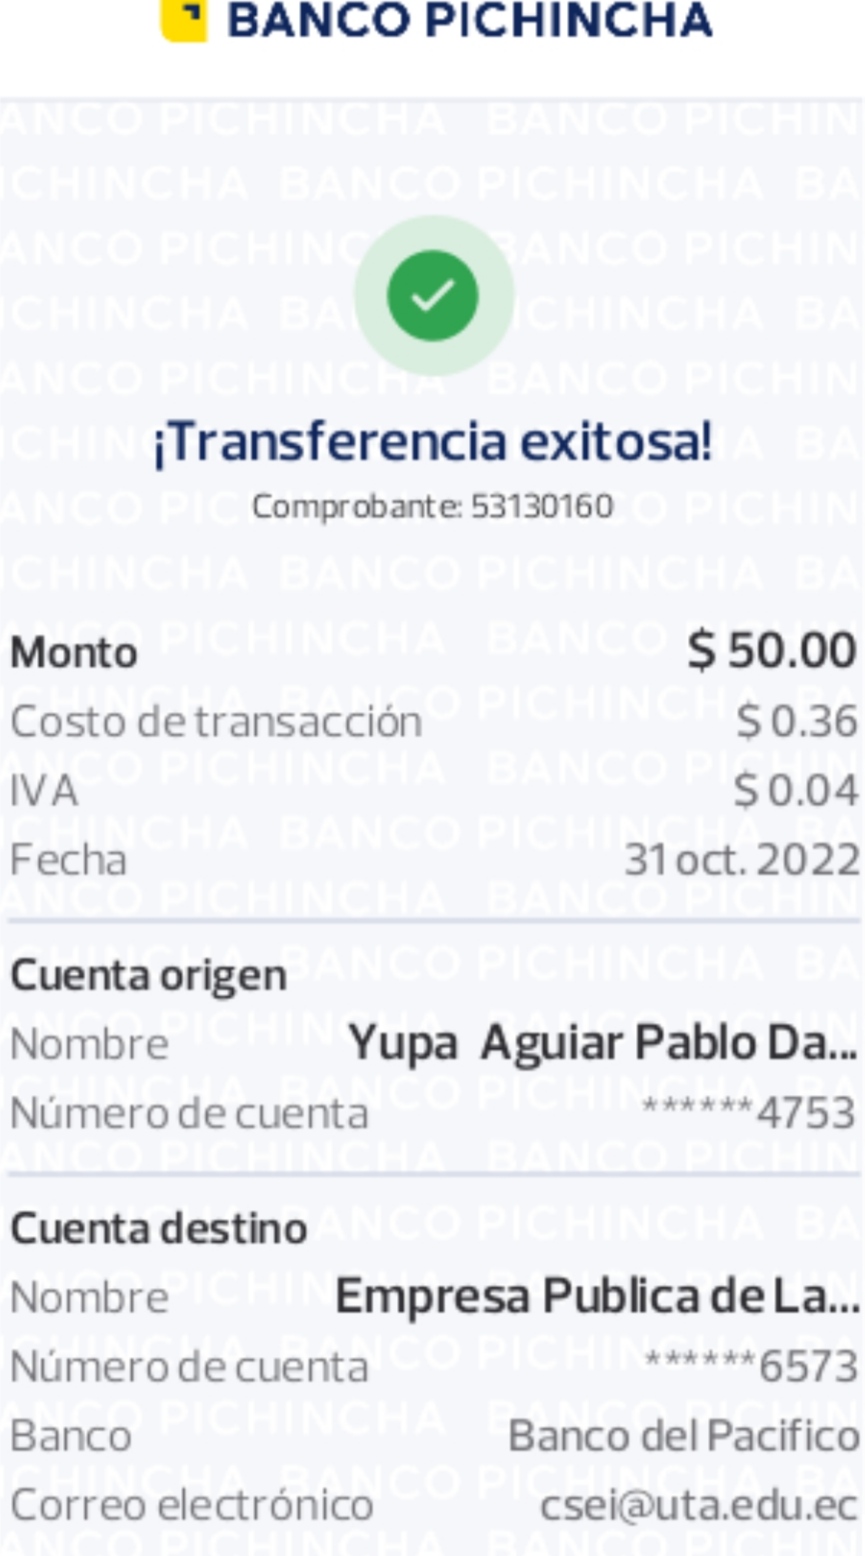 BANCO PICHINCHA
¡Transferencia exitosa!
Comprobante: 53130160
Monto $ 50.00
Costo de transacción $ 0.36
IVA $ 0.04
Fecha 31 oct. 2022
Cuenta origen
Nombre Yupa Aguiar Pablo Da...
Número de cuenta ******4753
Cuenta destino
Nombre Empresa Publica de La...
Número de cuenta ******6573
Banco Banco del Pacifico
Correo electrónico csei@uta.edu.ec